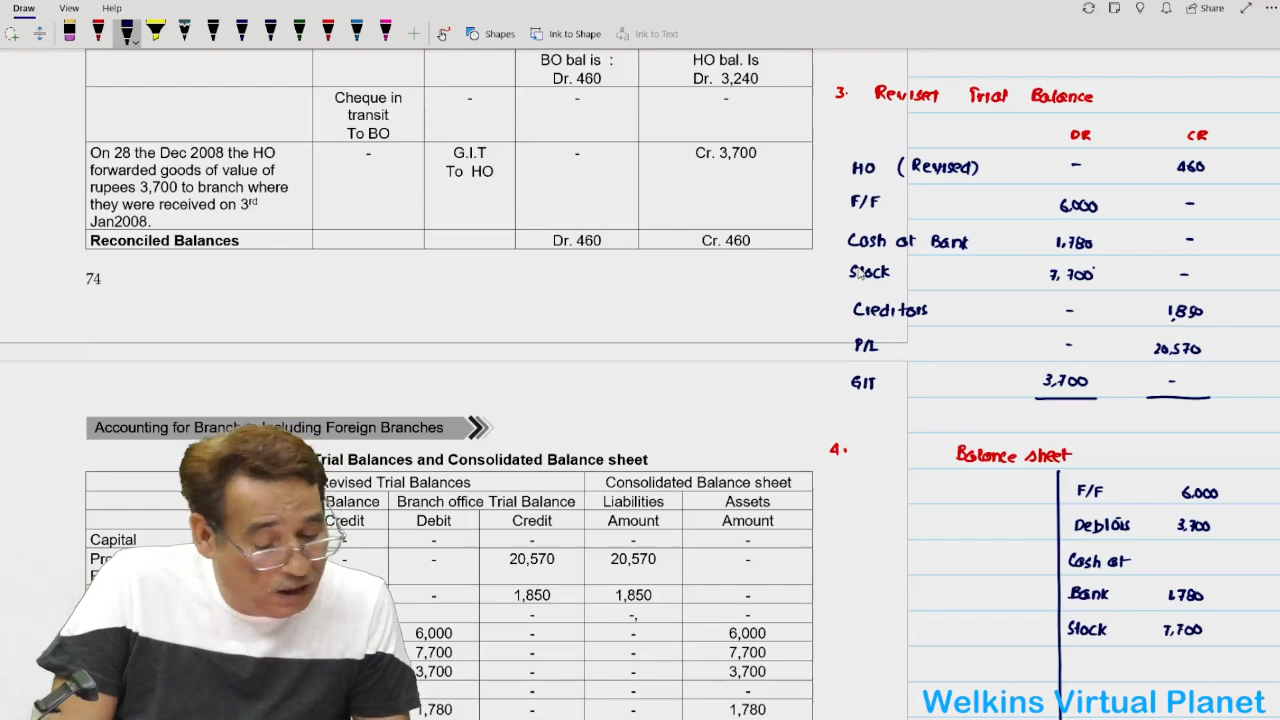 Draw View Help Share
Shapes Ink to Shape Ink to Text
BO bal is :
Dr. 460
HO bal. Is
Dr. 3,240
Cheque in
transit
To BO
- - -
On 28 the Dec 2008 the HO
forwarded goods of value of
rupees 3,700 to branch where
they were received on 3rd
Jan2008.
-
G.I.T
To HO
-
Cr. 3,700
Reconciled Balances Dr. 460 Cr. 460
74
Accounting for Branches Including Foreign Branches
Trial Balances and Consolidated Balance sheet
Revised Trial Balances Consolidated Balance sheet
Balance Branch office Trial Balance Liabilities Assets
Credit Debit Credit Amount Amount
Capital - - - - -
- - 20,570 20,570 -
- 1,850 1,850 -
- -, -
6,000 - - 6,000
7,700 - - 7,700
3,700 - - 3,700
- - - -
1,780 - - 1,780
3. Revised Trial Balance
DR CR
HO (Revised) - 460
F/F 6,000 -
Cash at Bank 1,780 -
Stock 7,700 -
Creditors - 1,850
P/L - 20,570
GIT 3,700 -
4. Balance sheet
F/F 6,000
Debtors 3,700
Cash at
Bank 1,780
Stock 7,700
Welkins Virtual Planet